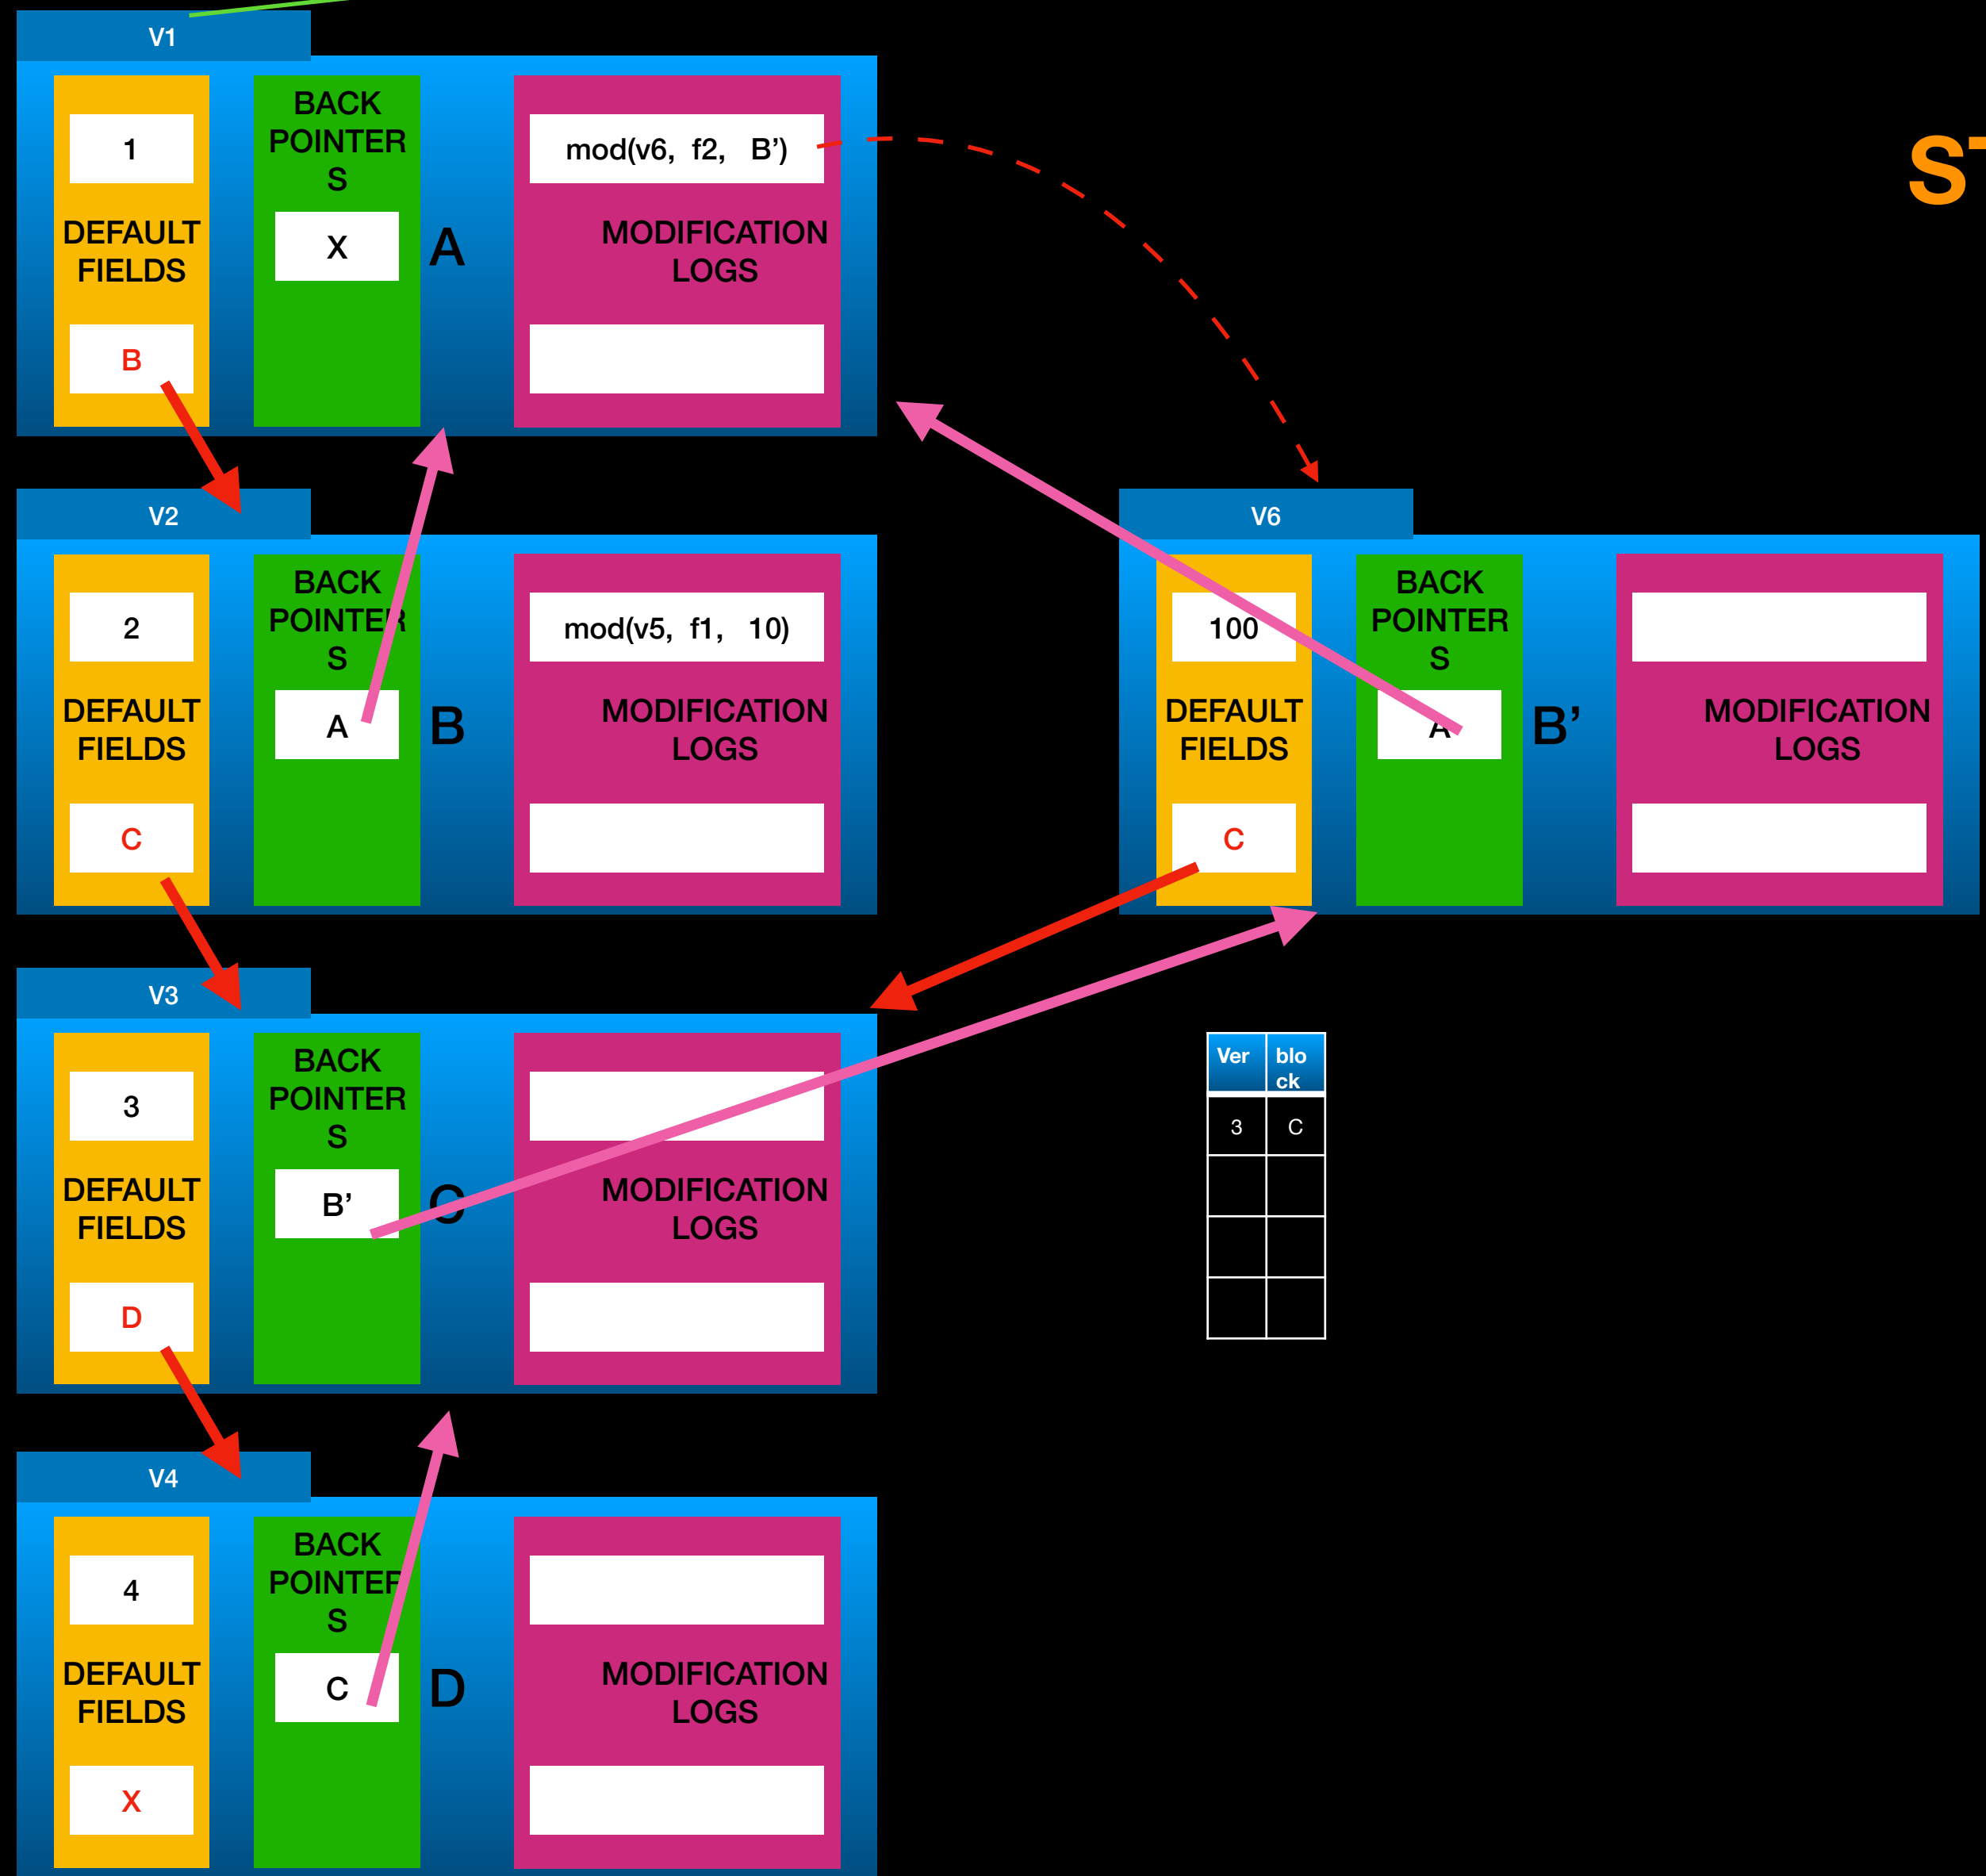 V1
1
DEFAULT
FIELDS
B
BACK
POINTER
S
X
A
mod(v6, f2, B’)
MODIFICATION
LOGS
V2
2
DEFAULT
FIELDS
C
BACK
POINTER
S
A
B
mod(v5, f1, 10)
MODIFICATION
LOGS
V6
100
DEFAULT
FIELDS
C
BACK
POINTER
S
A
B’
MODIFICATION
LOGS
V3
3
DEFAULT
FIELDS
D
BACK
POINTER
S
B’
C
MODIFICATION
LOGS
Ver
blo
ck
3
C
V4
4
DEFAULT
FIELDS
X
BACK
POINTER
S
C
D
MODIFICATION
LOGS